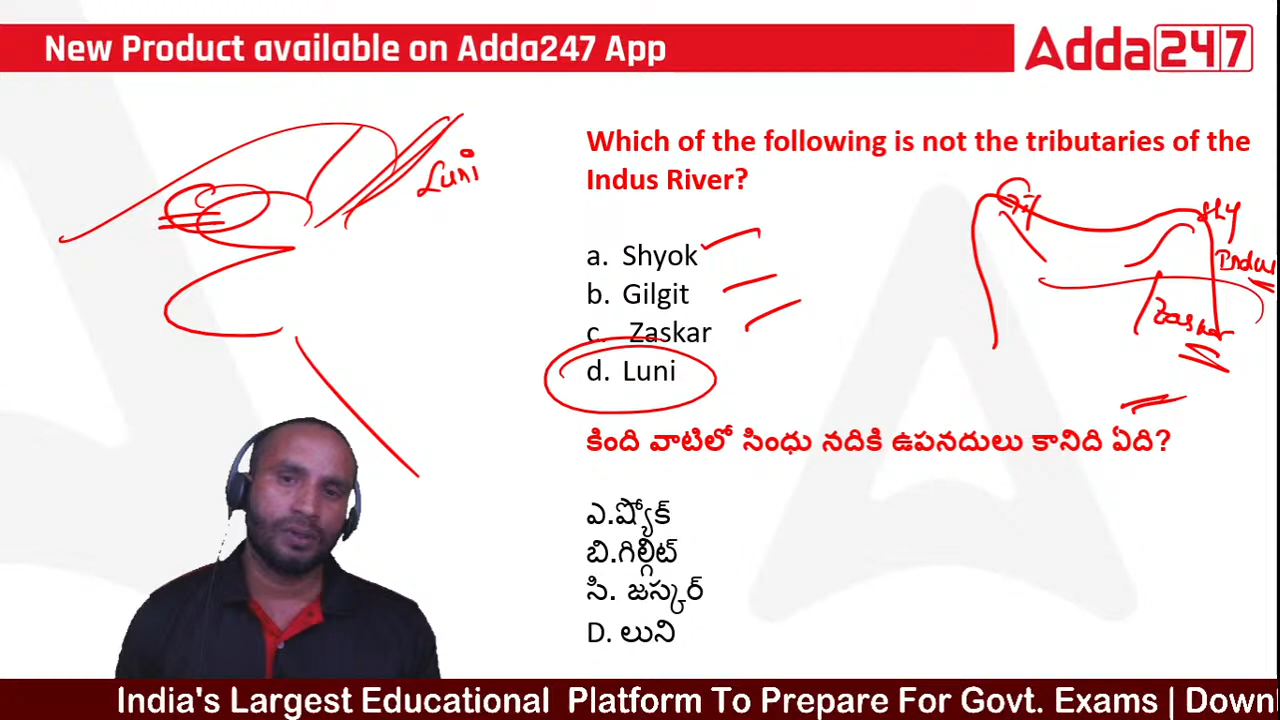 New Product available on Adda247 App
Adda247
Which of the following is not the tributaries of the
Indus River?
a. Shyok
b. Gilgit
c. Zaskar
d. Luni
Luni
Zaskar
కింది వాటిలో సింధు నదికి ఉపనదులు కానిది ఏది?
ఎ.ష్యోక్
బి.గిల్గిట్
సి. జస్కర్
D. లుని
India's Largest Educational Platform To Prepare For Govt. Exams | Down